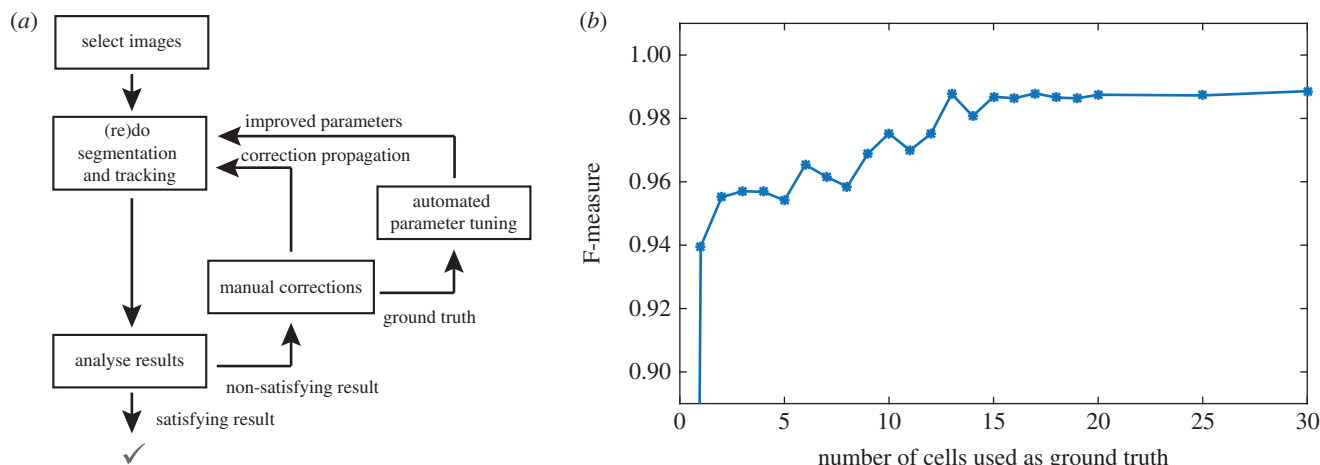 (a)
select images
(re)do
segmentation
and tracking
improved parameters
correction propagation
automated
parameter tuning
manual corrections
ground truth
analyse results
non-satisfying result
satisfying result
(b)
1.00
0.98
0.96
0.94
0.92
0.90
F-measure
0 5 10 15 20 25 30
number of cells used as ground truth